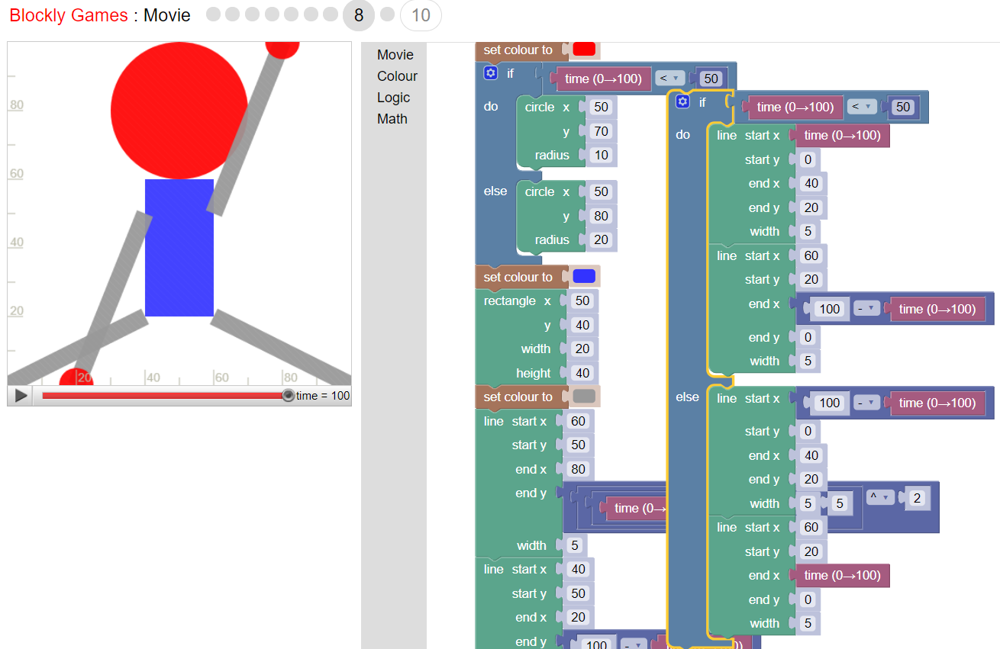 Blockly Games : Movie 8 10
80
60
40
20
20 40 60 80
time = 100
Movie
Colour
Logic
Math
set colour to
if time (0→100) < 50
do circle x 50
y 70
radius 10
else circle x 50
y 80
radius 20
set colour to
rectangle x 50
y 40
width 20
height 40
set colour to
line start x 60
start y 50
end x 80
end y time (0→ 5 ^ 2
width 5
line start x 40
start y 50
end x 20
end y 100 -
if time (0→100) < 50
do line start x time (0→100)
start y 0
end x 40
end y 20
width 5
line start x 60
start y 20
end x 100 - time (0→100)
end y 0
width 5
else line start x 100 - time (0→100)
start y 0
end x 40
end y 20
width 5
line start x 60
start y 20
end x time (0→100)
end y 0
width 5